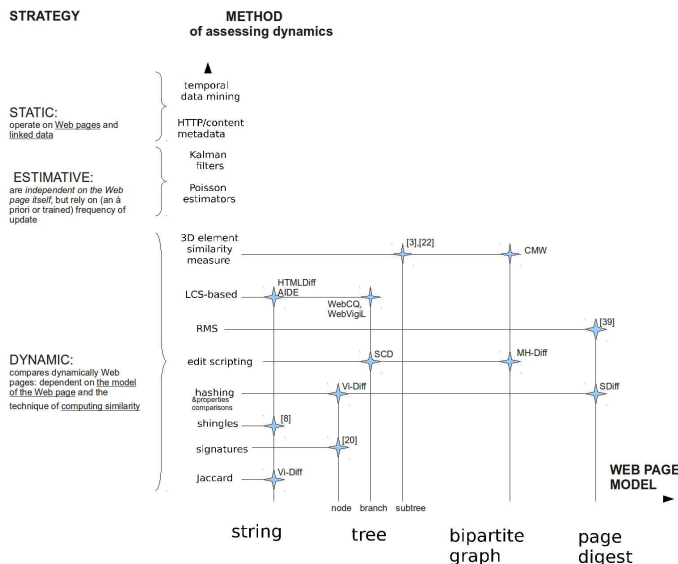 STRATEGY
METHOD
of assessing dynamics
temporal
data mining
STATIC:
operate on Web pages and
linked data
HTTP/content
metadata
Kalman
filters
ESTIMATIVE:
are independent on the Web
page itself, but rely on (an à
priori or trained) frequency of
update
Poisson
estimators
3D element
similarity
measure
[3],[22]
CMW
LCS-based
HTMLDiff
AIDE
WebCQ,
WebVigiL
RMS
[39]
DYNAMIC:
compares dynamically Web
pages: dependent on the model
of the Web page and the
technique of computing similarity
edit scripting
SCD
MH-Diff
hashing
&properties
comparisons
Vi-Diff
SDiff
shingles
[8]
signatures
[20]
Jaccard
Vi-Diff
WEB PAGE
MODEL
node branch subtree
string tree bipartite
graph
page
digest